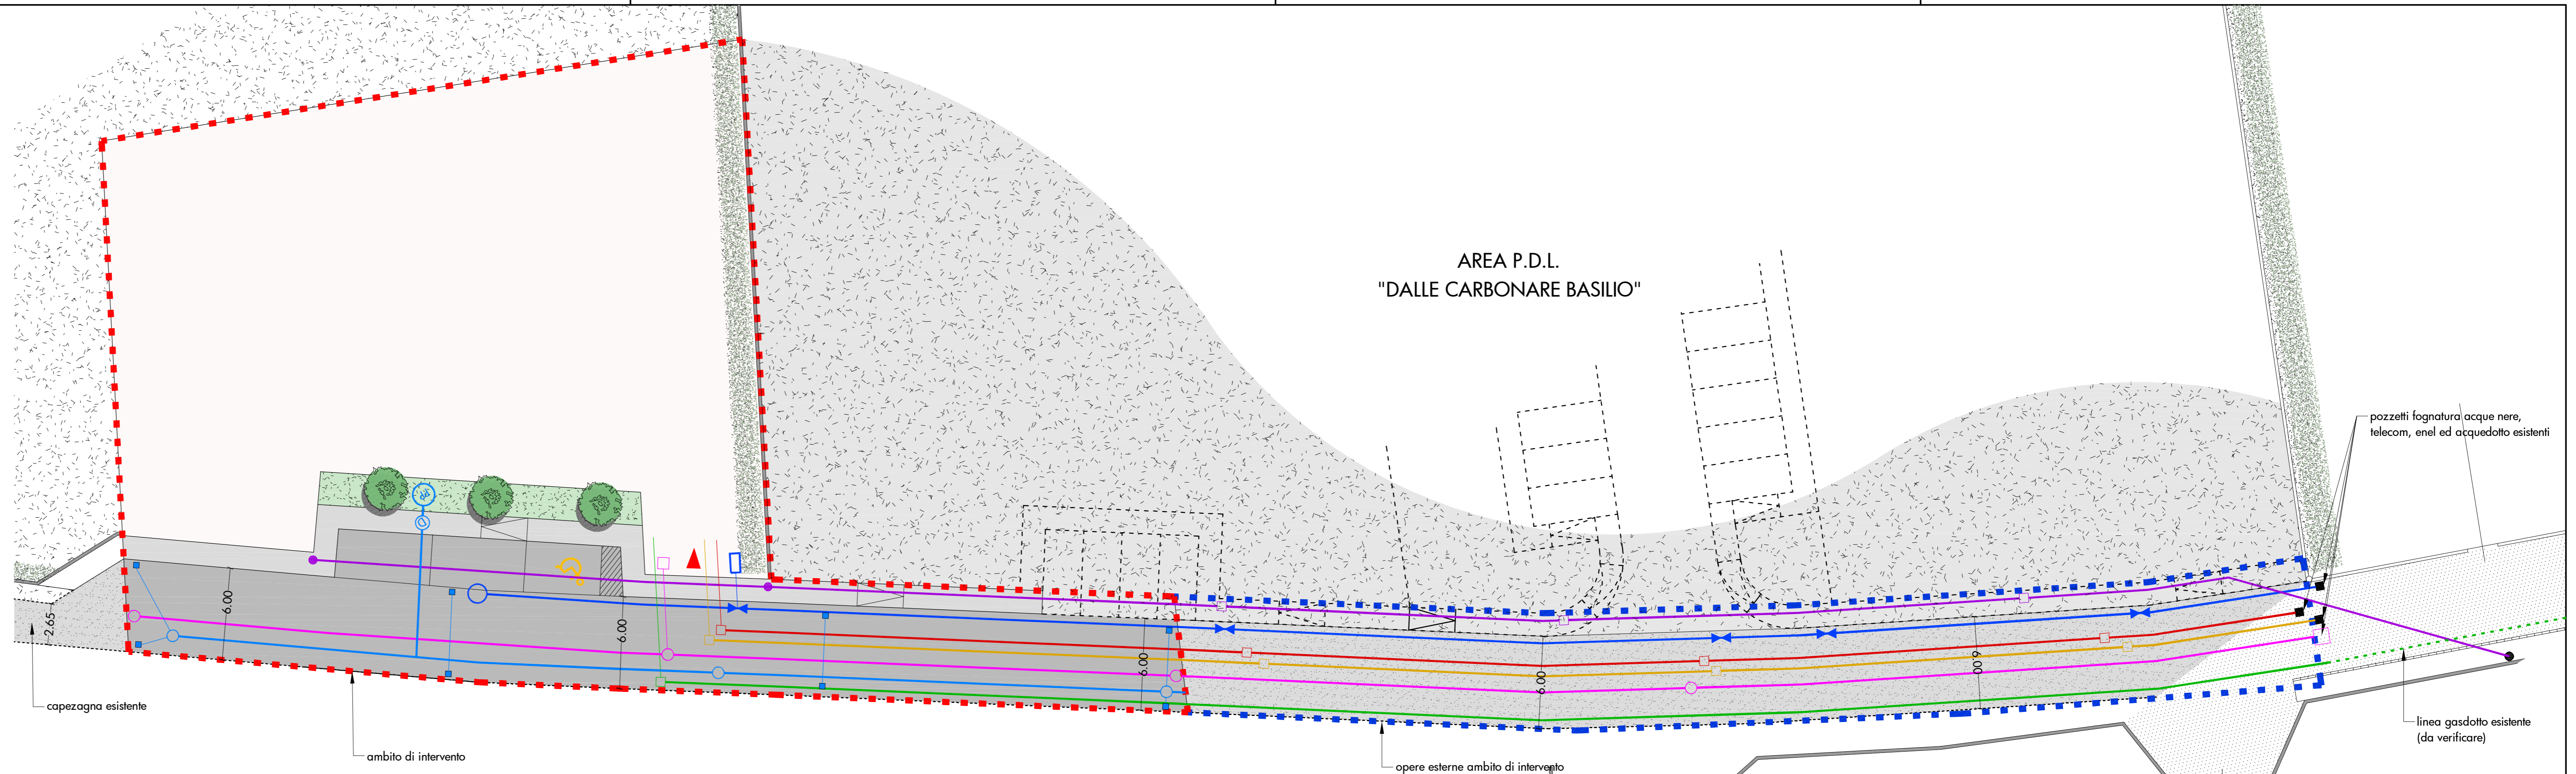 AREA P.D.L.
"DALLE CARBONARE BASILIO"
pozzetti fognatura acque nere,
telecom, enel ed acquedotto esistenti
PP
D
2.65
6.00
6.00
6.00
6.00
6.00
capezagna esistente
ambito di intervento
opere esterne ambito di intervento
linea gasdotto esistente
(da verificare)